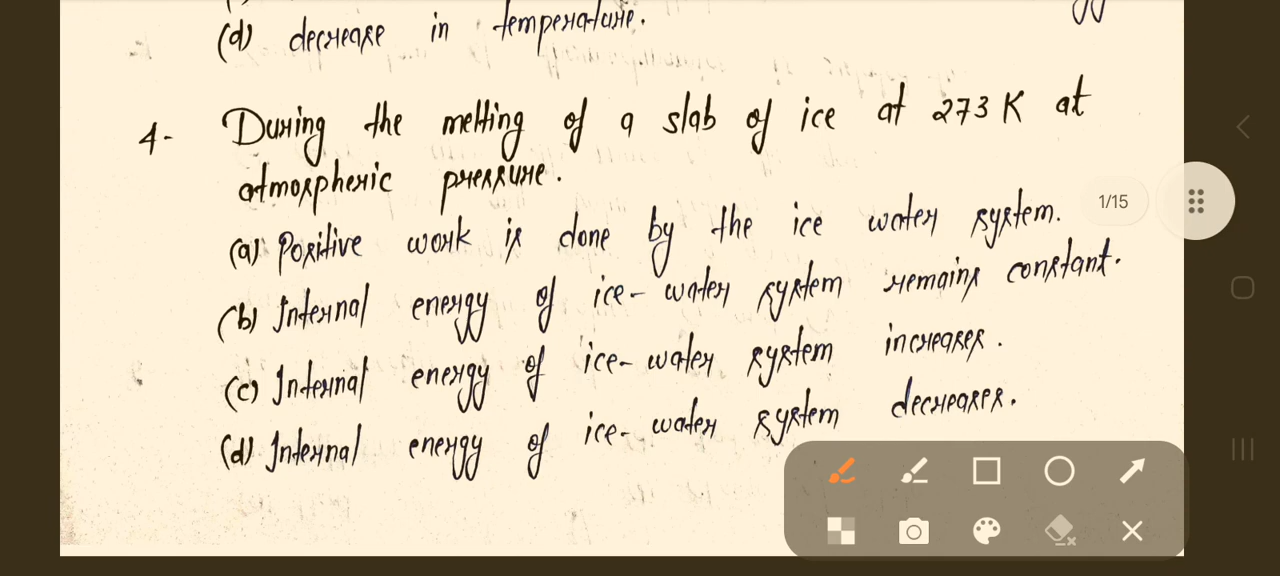 (d) decrease in temperature.
4- During the melting of a slab of ice at 273 K at
atmospheric pressure.
(a) Positive work is done by the ice water system.
(b) Internal energy of ice- water system remains constant.
(c) Internal energy of ice- water system increases.
(d) Internal energy of ice- water system decreases.
1/15